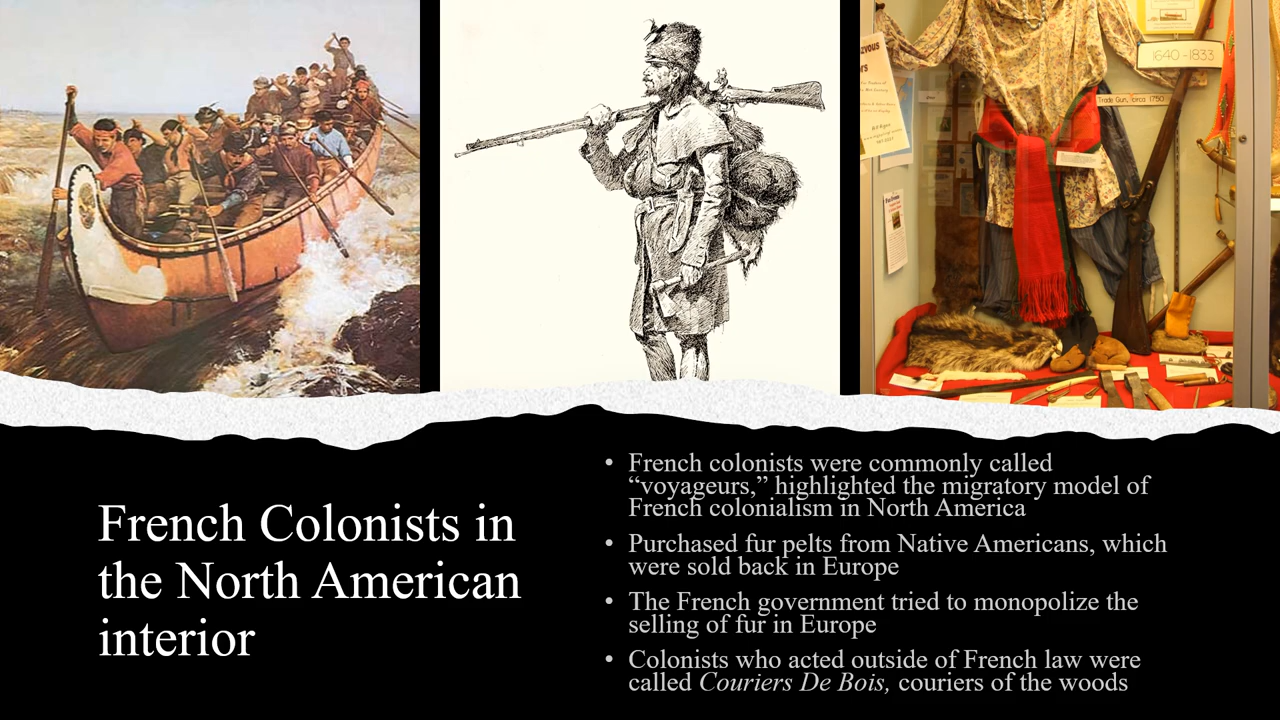 1640-1833
Trade Gun, circa 1750
French Colonists in
the North American
interior
• French colonists were commonly called
“voyageurs,” highlighted the migratory model of
French colonialism in North America
• Purchased fur pelts from Native Americans, which
were sold back in Europe
• The French government tried to monopolize the
selling of fur in Europe
• Colonists who acted outside of French law were
called Couriers De Bois, couriers of the woods